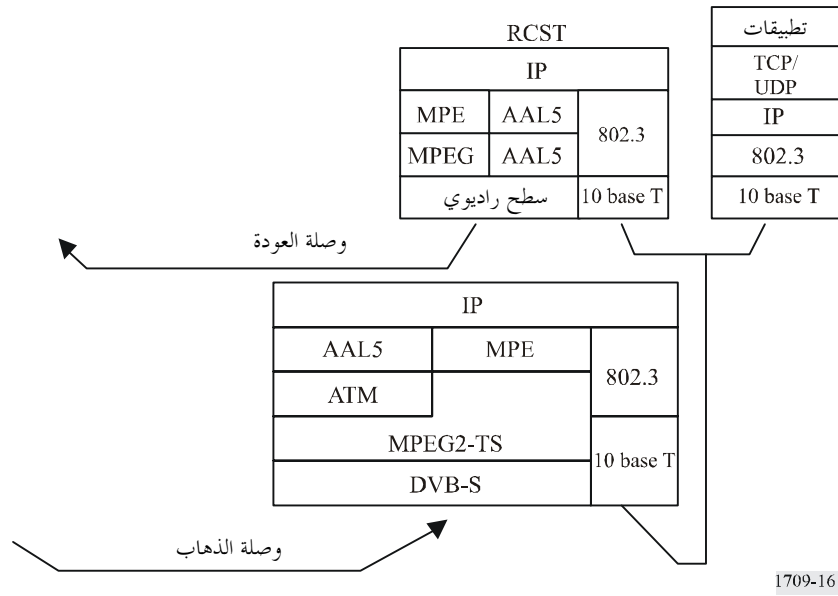 RCST
IP
MPE AAL5 802.3
MPEG AAL5
سطح راديوي 10 base T
تطبيقات
TCP/
UDP
IP
802.3
10 base T
وصلة العودة
IP
AAL5 MPE 802.3
ATM
MPEG2-TS
10 base T
DVB-S
وصلة الذهاب
1709-16